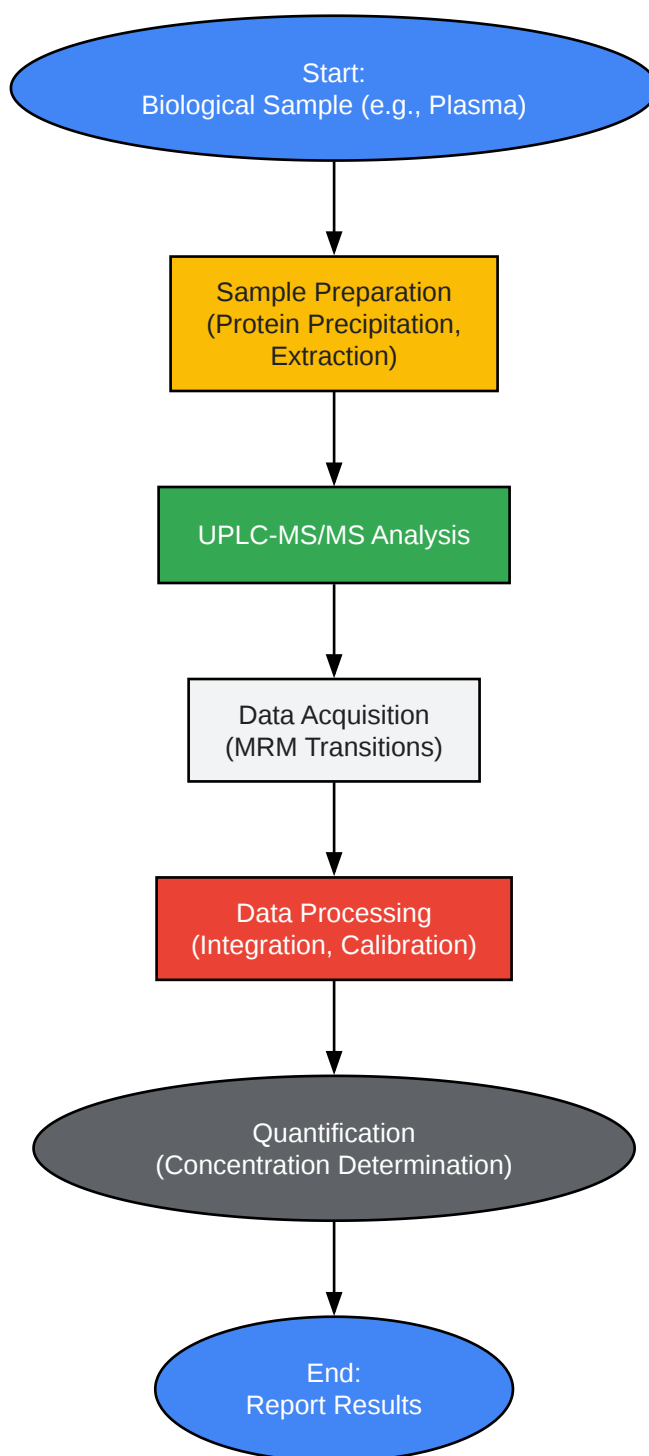 Start:
Biological Sample (e.g., Plasma)
Sample Preparation
(Protein Precipitation,
Extraction)
UPLC-MS/MS Analysis
Data Acquisition
(MRM Transitions)
Data Processing
(Integration, Calibration)
Quantification
(Concentration Determination)
End:
Report Results